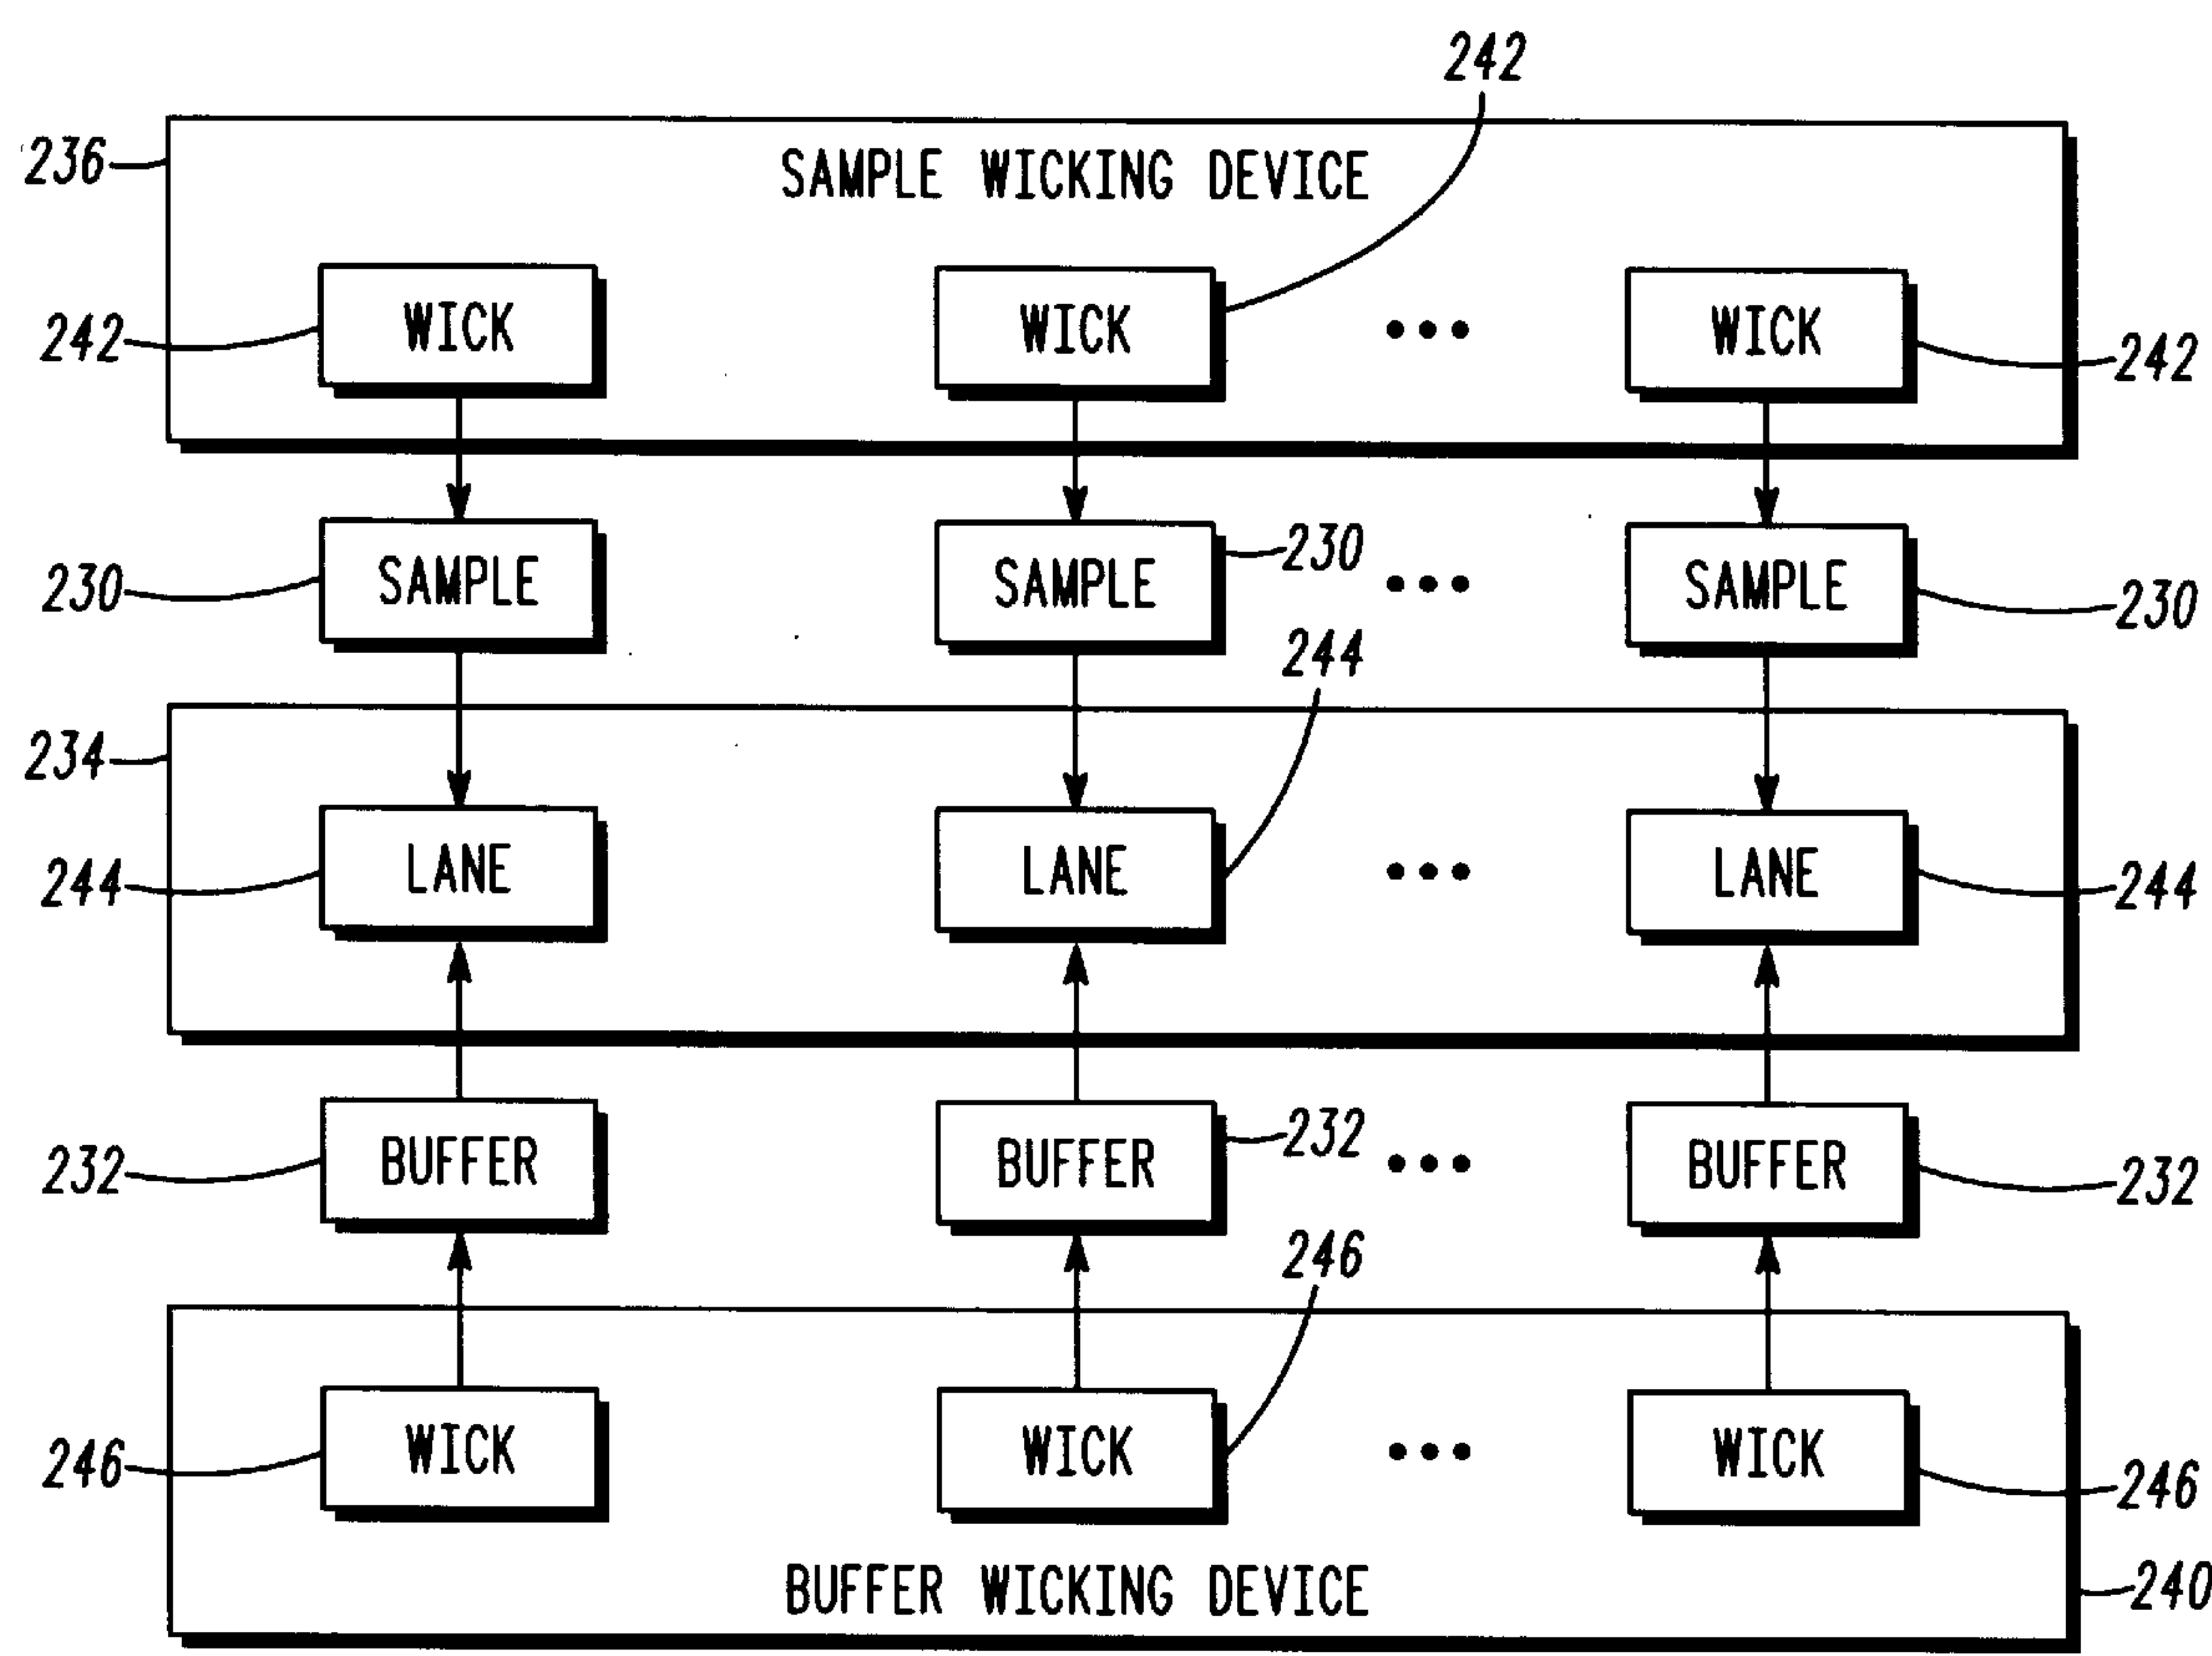 242
236
SAMPLE WICKING DEVICE
242 WICK WICK ••• WICK 242
230 SAMPLE SAMPLE 230 ••• SAMPLE 230
244
234
244 LANE LANE ••• LANE 244
232 BUFFER BUFFER 232 ••• BUFFER 232
246
246 WICK WICK ••• WICK 246
BUFFER WICKING DEVICE
240